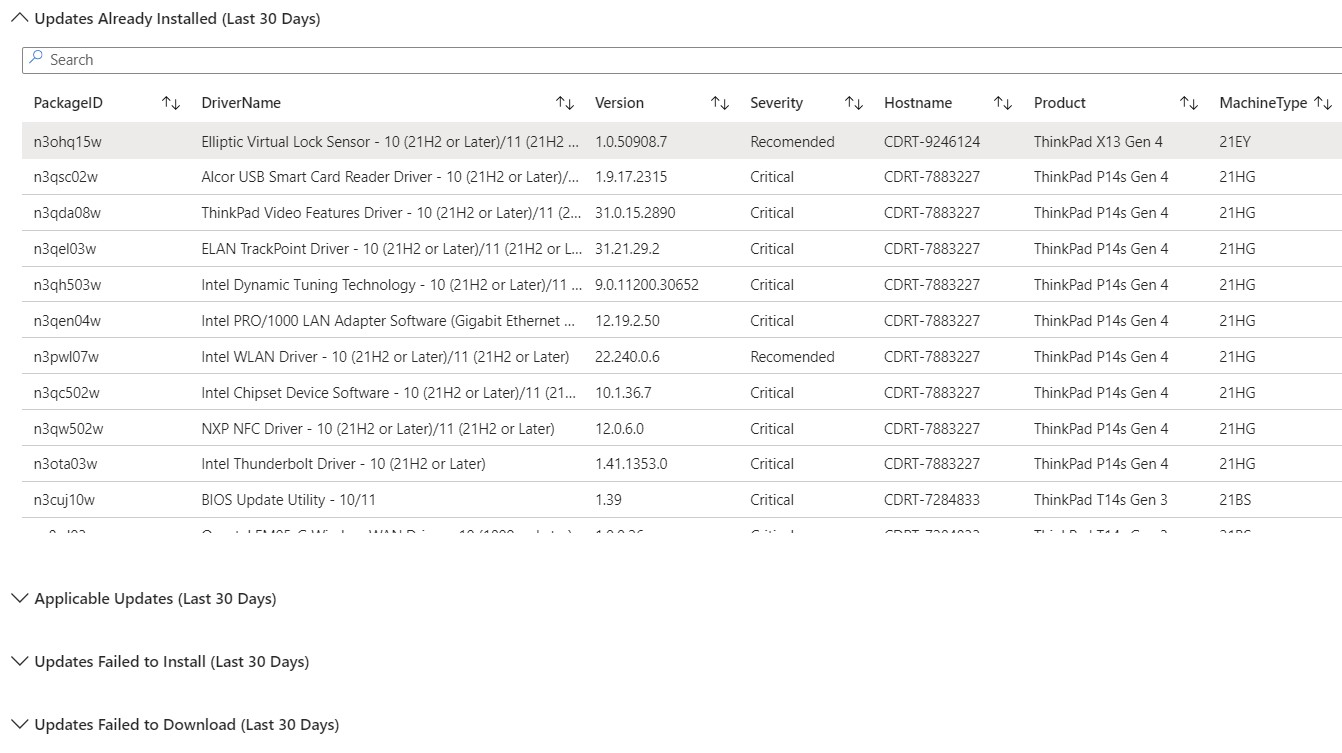 Updates Already Installed (Last 30 Days)
Search
PackageID DriverName Version Severity Hostname Product MachineType
n3ohq15w Elliptic Virtual Lock Sensor - 10 (21H2 or Later)/11 (21H2 ... 1.0.50908.7 Recomended CDRT-9246124 ThinkPad X13 Gen 4 21EY
n3qsc02w Alcor USB Smart Card Reader Driver - 10 (21H2 or Later)/... 1.9.17.2315 Critical CDRT-7883227 ThinkPad P14s Gen 4 21HG
n3qda08w ThinkPad Video Features Driver - 10 (21H2 or Later)/11 (2... 31.0.15.2890 Critical CDRT-7883227 ThinkPad P14s Gen 4 21HG
n3qel03w ELAN TrackPoint Driver - 10 (21H2 or Later)/11 (21H2 or L... 31.21.29.2 Critical CDRT-7883227 ThinkPad P14s Gen 4 21HG
n3qh503w Intel Dynamic Tuning Technology - 10 (21H2 or Later)/11 ... 9.0.11200.30652 Critical CDRT-7883227 ThinkPad P14s Gen 4 21HG
n3qen04w Intel PRO/1000 LAN Adapter Software (Gigabit Ethernet ... 12.19.2.50 Critical CDRT-7883227 ThinkPad P14s Gen 4 21HG
n3pwl07w Intel WLAN Driver - 10 (21H2 or Later)/11 (21H2 or Later) 22.240.0.6 Recomended CDRT-7883227 ThinkPad P14s Gen 4 21HG
n3qc502w Intel Chipset Device Software - 10 (21H2 or Later)/11 (21... 10.1.36.7 Critical CDRT-7883227 ThinkPad P14s Gen 4 21HG
n3qw502w NXP NFC Driver - 10 (21H2 or Later)/11 (21H2 or Later) 12.0.6.0 Critical CDRT-7883227 ThinkPad P14s Gen 4 21HG
n3ota03w Intel Thunderbolt Driver - 10 (21H2 or Later) 1.41.1353.0 Critical CDRT-7883227 ThinkPad P14s Gen 4 21HG
n3cuj10w BIOS Update Utility - 10/11 1.39 Critical CDRT-7284833 ThinkPad T14s Gen 3 21BS
Applicable Updates (Last 30 Days)
Updates Failed to Install (Last 30 Days)
Updates Failed to Download (Last 30 Days)